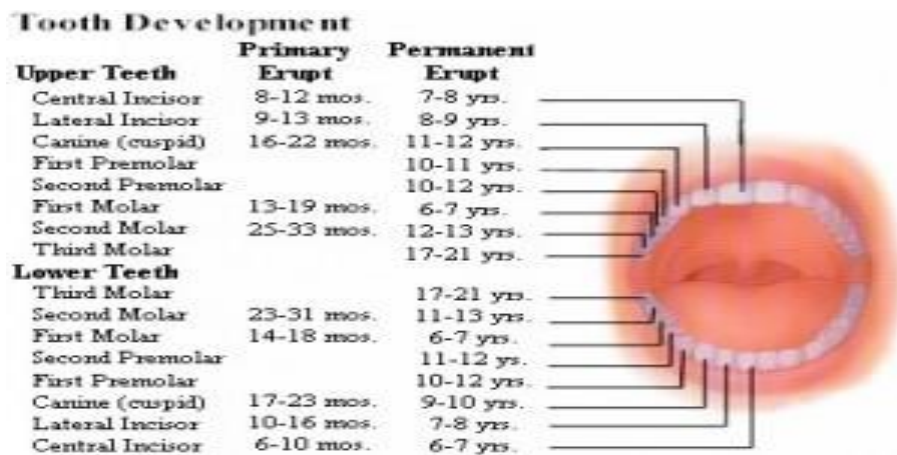 Tooth Development
Primary Permanent
Upper Teeth Erupt Erupt
Central Incisor 8-12 mos. 7-8 yrs.
Lateral Incisor 9-13 mos. 8-9 yrs.
Canine (cuspid) 16-22 mos. 11-12 yrs.
First Premolar 10-11 yrs.
Second Premolar 10-12 yrs.
First Molar 13-19 mos. 6-7 yrs.
Second Molar 25-33 mos. 12-13 yrs.
Third Molar 17-21 yrs.
Lower Teeth
Third Molar 17-21 yrs.
Second Molar 23-31 mos. 11-13 yrs.
First Molar 14-18 mos. 6-7 yrs.
Second Premolar 11-12 ys.
First Premolar 10-12 yrs.
Canine (cuspid) 17-23 mos. 9-10 yrs.
Lateral Incisor 10-16 mos. 7-8 yrs.
Central Incisor 6-10 mos. 6-7 yrs.